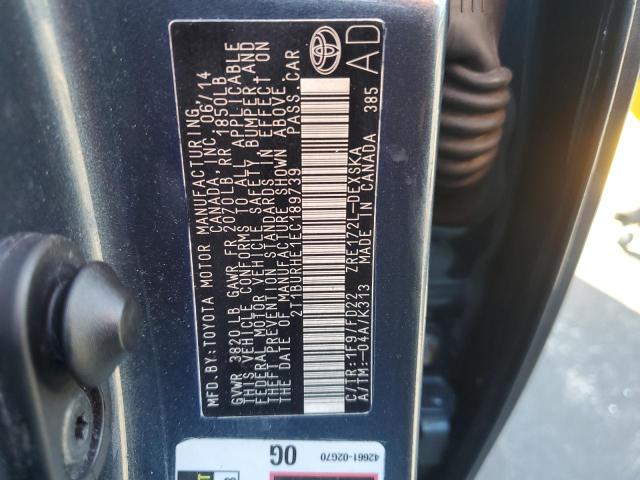 MFD.BY:TOYOTA MOTOR MANUFACTURING,
CANADA, INC. 06/14
GVWR 3820LB GAWR FR 2070LB, RR 1850LB
THIS VEHICLE CONFORMS TO ALL APPLICABLE
FEDERAL MOTOR VEHICLE SAFETY, BUMPER AND
THEFT PREVENTION STANDARDS IN EFFECT ON
THE DATE OF MANUFACTURE SHOWN ABOVE.
2T1BURHE1EC189739 PASS. CAR
C/TR:1F9/FD22 ZRE172L-DEXSKA
A/TM:-04A/K313 MADE IN CANADA 385
AD
0G
42661-02G70